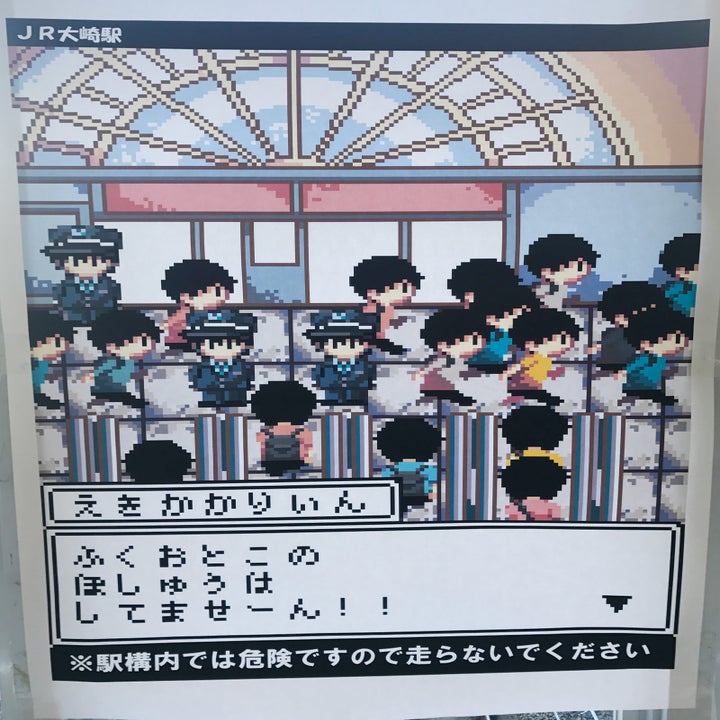 JR大崎駅
えきかかりいん
ふくおとこの
ほしゅうは
してませーん!!
※駅構内では危険ですので走らないでください